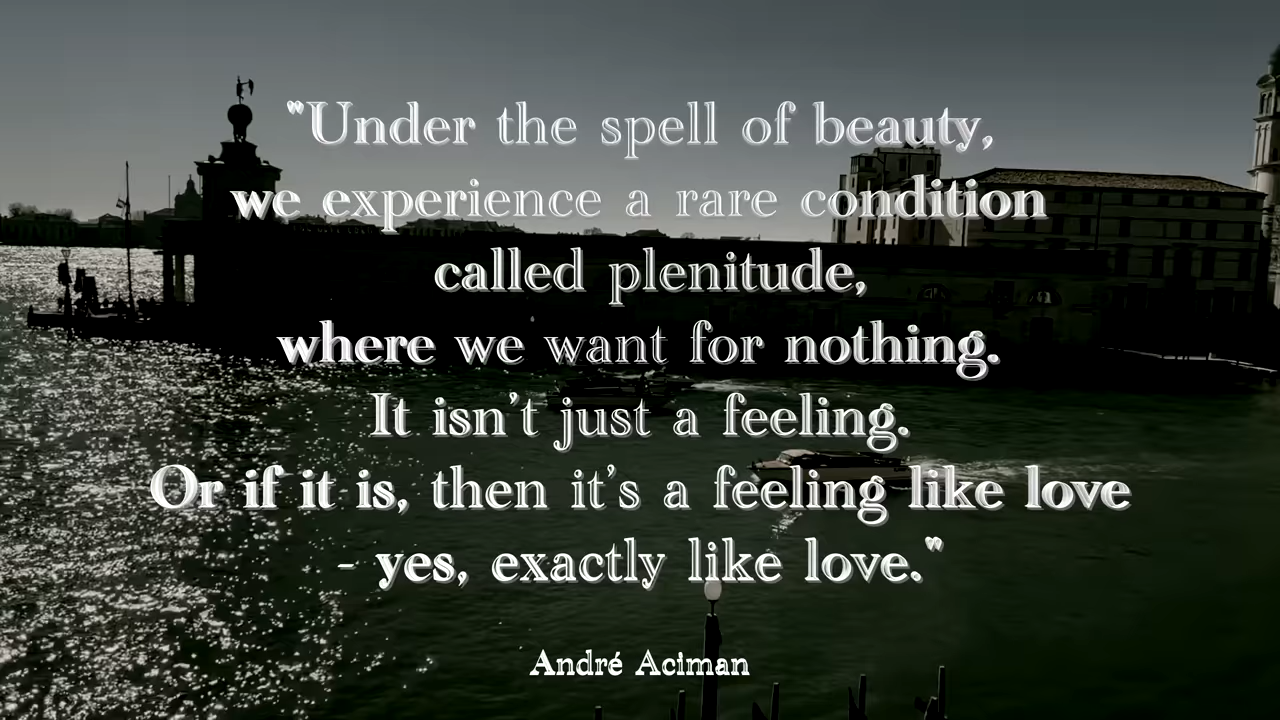 "Under the spell of beauty,
we experience a rare condition
called plenitude,
where we want for nothing.
It isn't just a feeling.
Or if it is, then it's a feeling like love
- yes, exactly like love."
André Aciman